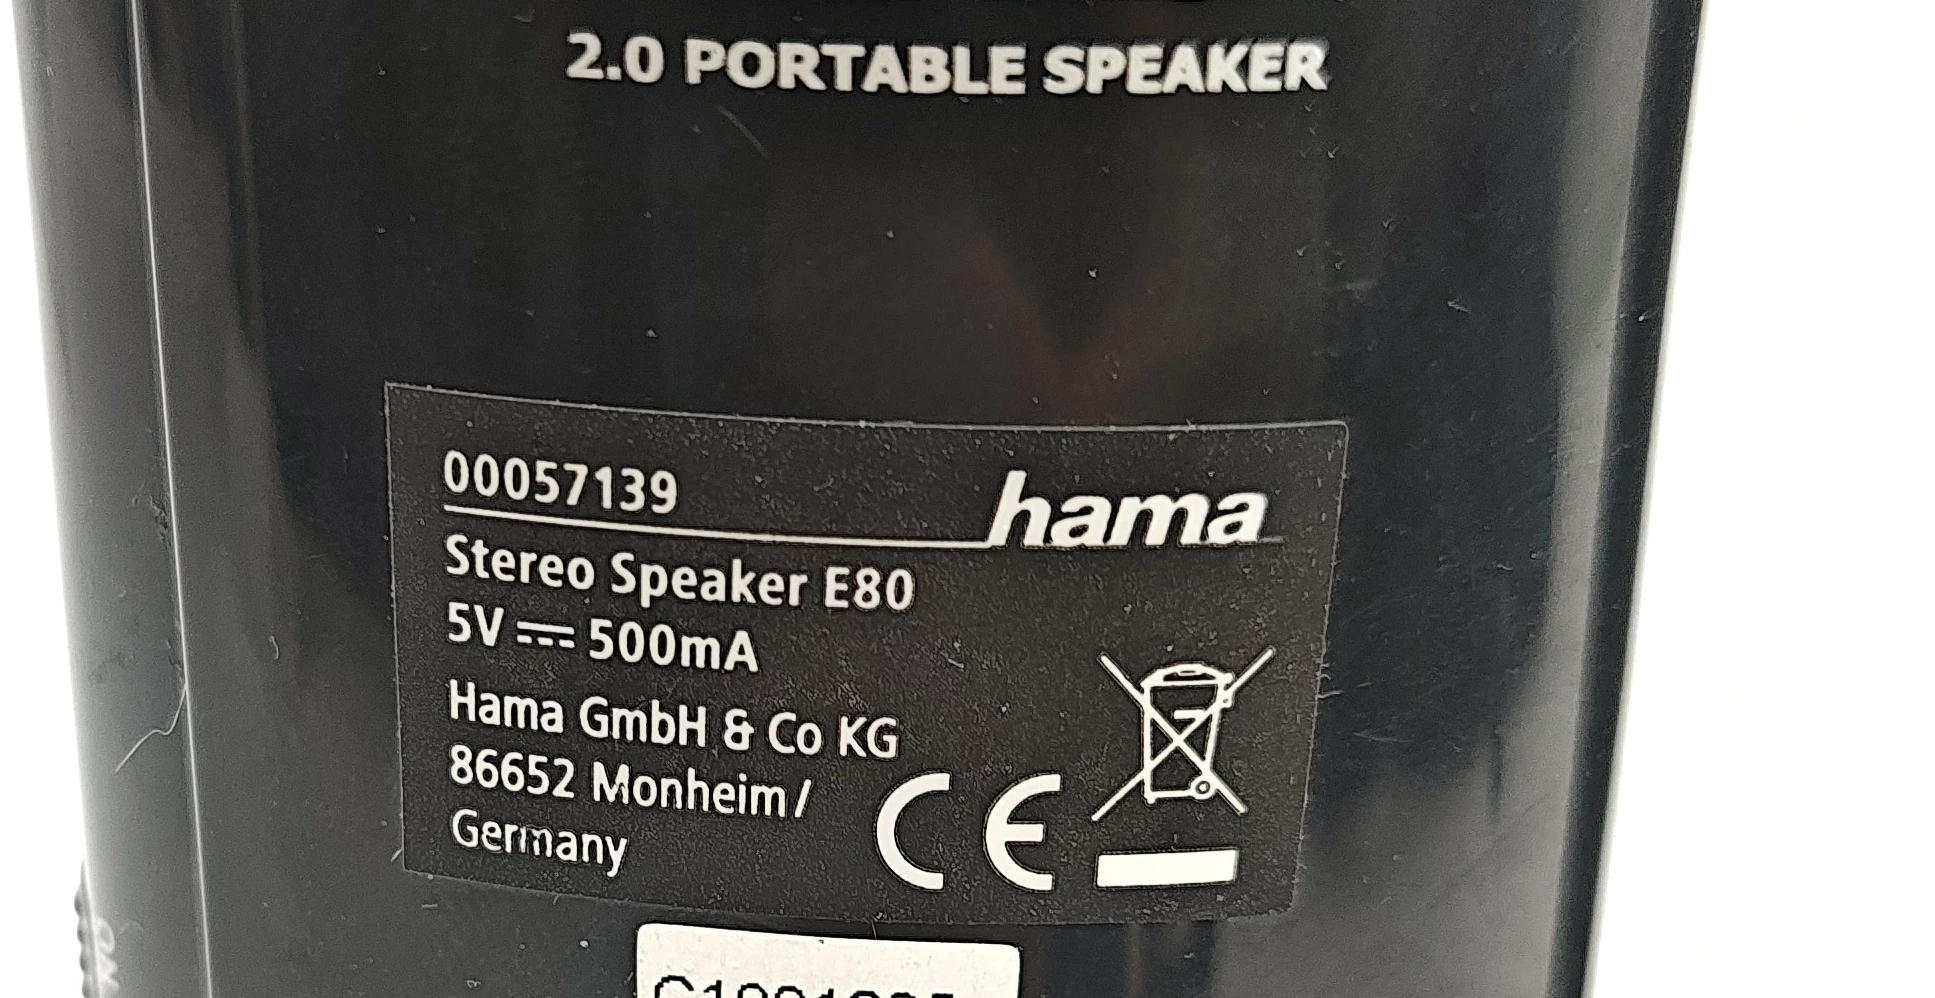 2.0 PORTABLE SPEAKER
00057139
hama
Stereo Speaker E80
5V ⎓ 500mA
Hama GmbH & Co KG
86652 Monheim/
Germany
CE